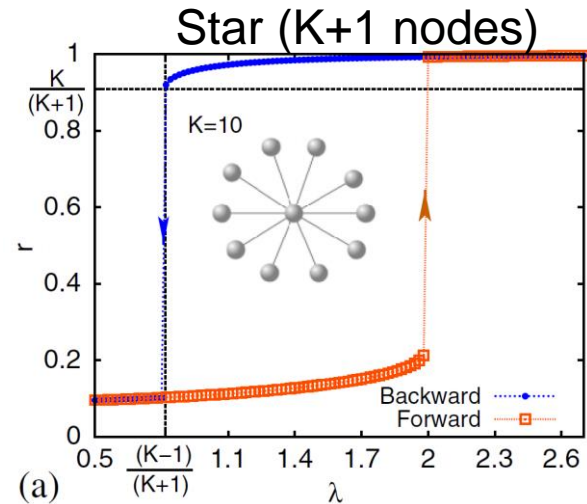 Star (K+1 nodes)
1
K
(K+1)
0.8
0.6
0.4
0.2
0
r
K=10
Backward
Forward
0.5
(K−1)
(K+1)
1.1
1.4
1.7
2
2.3
2.6
λ
(a)